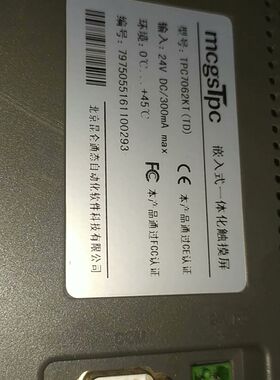 mcgsTpc 嵌入式一体化触摸屏
型号：TPC7062KT(TD)
输入：24V DC/300mA max
环境：0℃...+45℃
编号：7975055161100293
CE 本产品通过CE认证
FC 本产品通过FCC认证
北京昆仑通态自动化软件科技有限公司